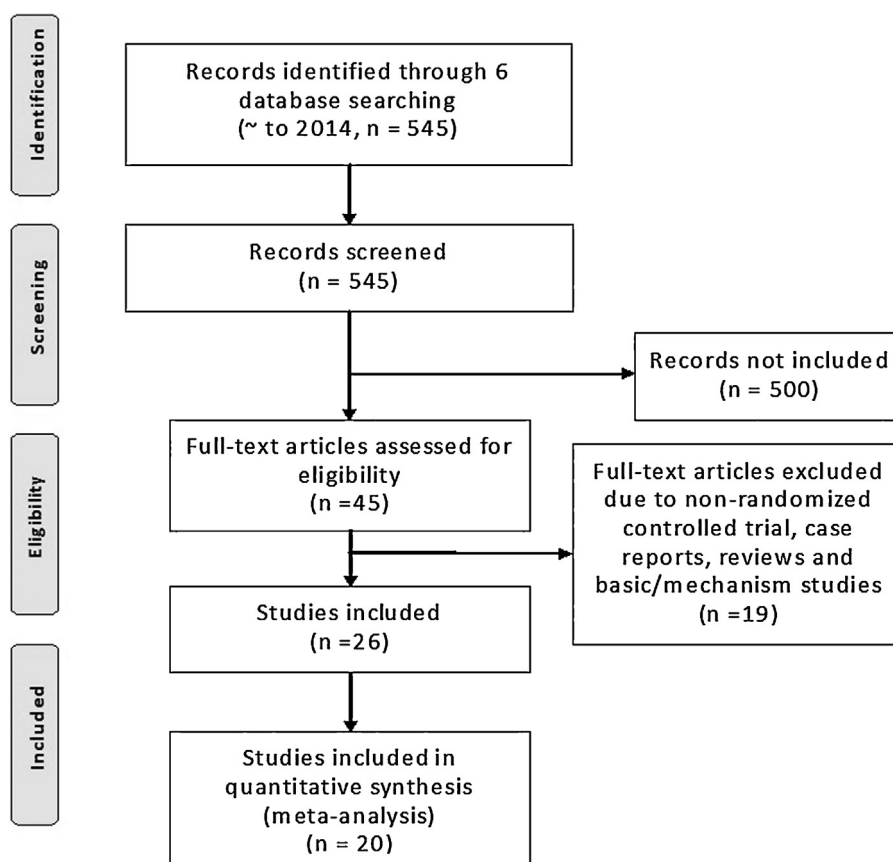 Identification
Records identified through 6
database searching
(~ to 2014, n = 545)
Screening
Records screened
(n = 545)
Records not included
(n = 500)
Eligibility
Full-text articles assessed for
eligibility
(n =45)
Full-text articles excluded
due to non-randomized
controlled trial, case
reports, reviews and
basic/mechanism studies
(n =19)
Studies included
(n =26)
Included
Studies included in
quantitative synthesis
(meta-analysis)
(n = 20)